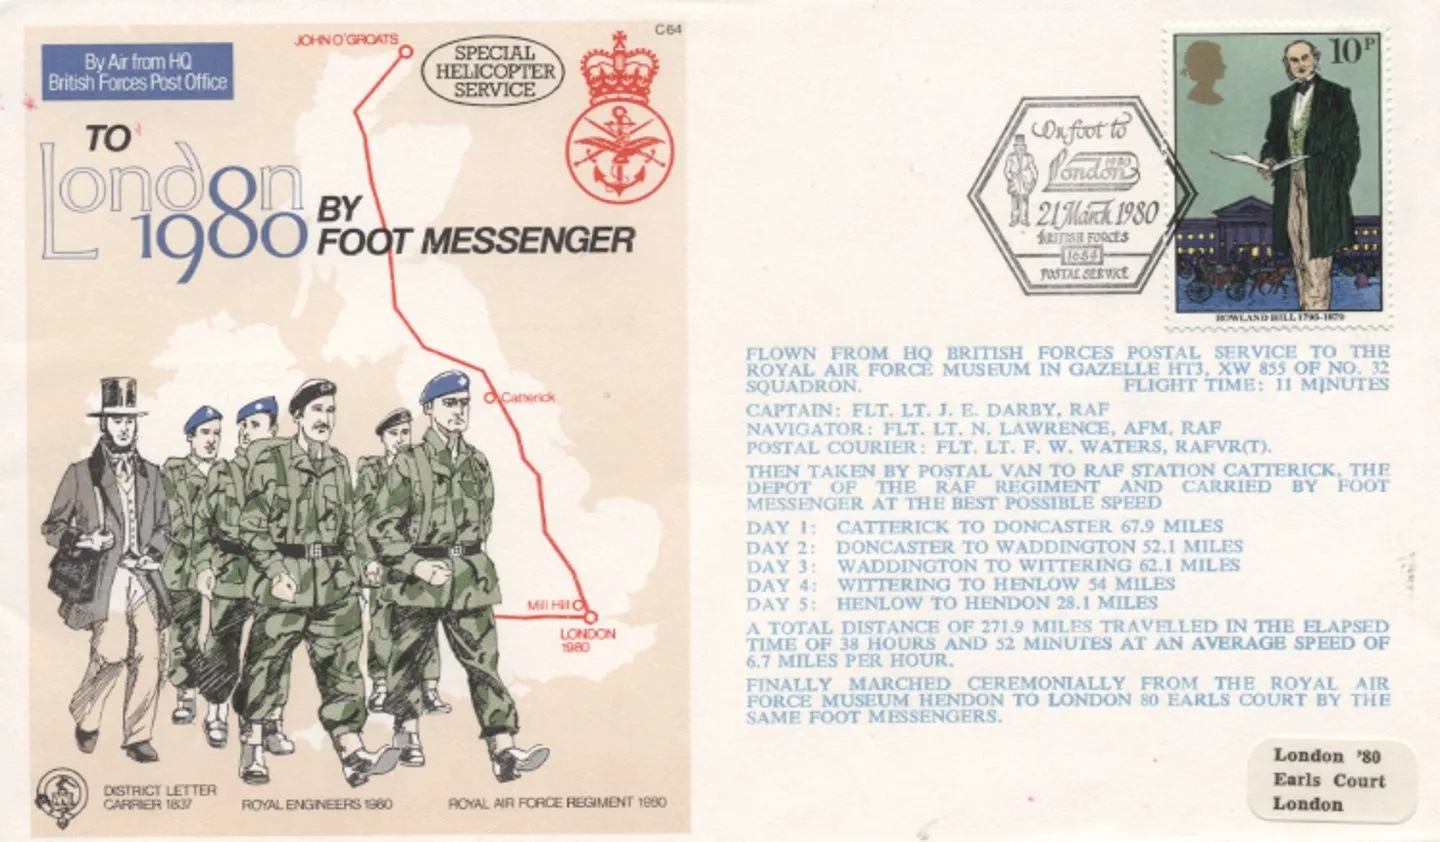 C64
By Air from HQ
British Forces Post Office
JOHN O'GROATS
SPECIAL
HELICOPTER
SERVICE
TO
London
1980
BY
FOOT MESSENGER
Catterick
Mill Hill
LONDON
1980
DISTRICT LETTER
CARRIER 1837
ROYAL ENGINEERS 1980
ROYAL AIR FORCE REGIMENT 1980
On foot to
London 1980
21 March 1980
BRITISH FORCES
1684
POSTAL SERVICE
10P
ROWLAND HILL 1795-1879
FLOWN FROM HQ BRITISH FORCES POSTAL SERVICE TO THE
ROYAL AIR FORCE MUSEUM IN GAZELLE HT3, XW 855 OF NO. 32
SQUADRON. FLIGHT TIME: 11 MINUTES
CAPTAIN: FLT. LT. J. E. DARBY, RAF
NAVIGATOR: FLT. LT. N. LAWRENCE, AFM, RAF
POSTAL COURIER: FLT. LT. F. W. WATERS, RAFVR(T).
THEN TAKEN BY POSTAL VAN TO RAF STATION CATTERICK, THE
DEPOT OF THE RAF REGIMENT AND CARRIED BY FOOT
MESSENGER AT THE BEST POSSIBLE SPEED
DAY 1: CATTERICK TO DONCASTER 67.9 MILES
DAY 2: DONCASTER TO WADDINGTON 52.1 MILES
DAY 3: WADDINGTON TO WITTERING 62.1 MILES
DAY 4: WITTERING TO HENLOW 54 MILES
DAY 5: HENLOW TO HENDON 28.1 MILES
A TOTAL DISTANCE OF 271.9 MILES TRAVELLED IN THE ELAPSED
TIME OF 38 HOURS AND 52 MINUTES AT AN AVERAGE SPEED OF
6.7 MILES PER HOUR.
FINALLY MARCHED CEREMONIALLY FROM THE ROYAL AIR
FORCE MUSEUM HENDON TO LONDON 80 EARLS COURT BY THE
SAME FOOT MESSENGERS.
London '80
Earls Court
London